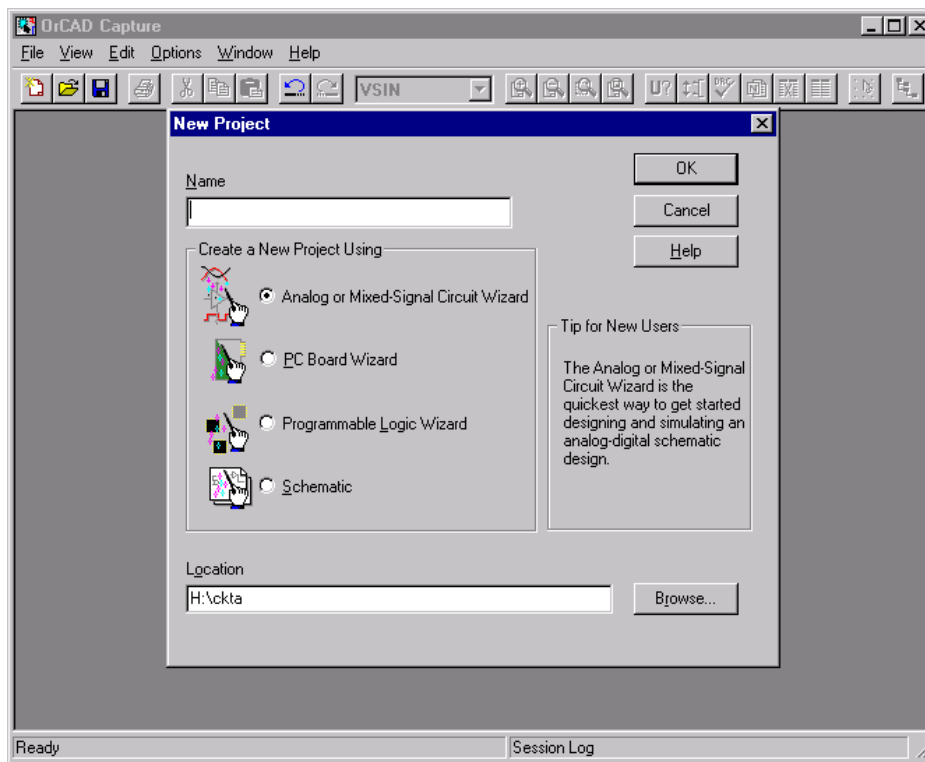 OrCAD Capture
File View Edit Options Window Help
VSIN
U?
DRC
New Project
Name
OK
Cancel
Help
Create a New Project Using
Analog or Mixed-Signal Circuit Wizard
PC Board Wizard
Programmable Logic Wizard
Schematic
Tip for New Users
The Analog or Mixed-Signal
Circuit Wizard is the
quickest way to get started
designing and simulating an
analog-digital schematic
design.
Location
H:\ckta
Browse...
Ready
Session Log